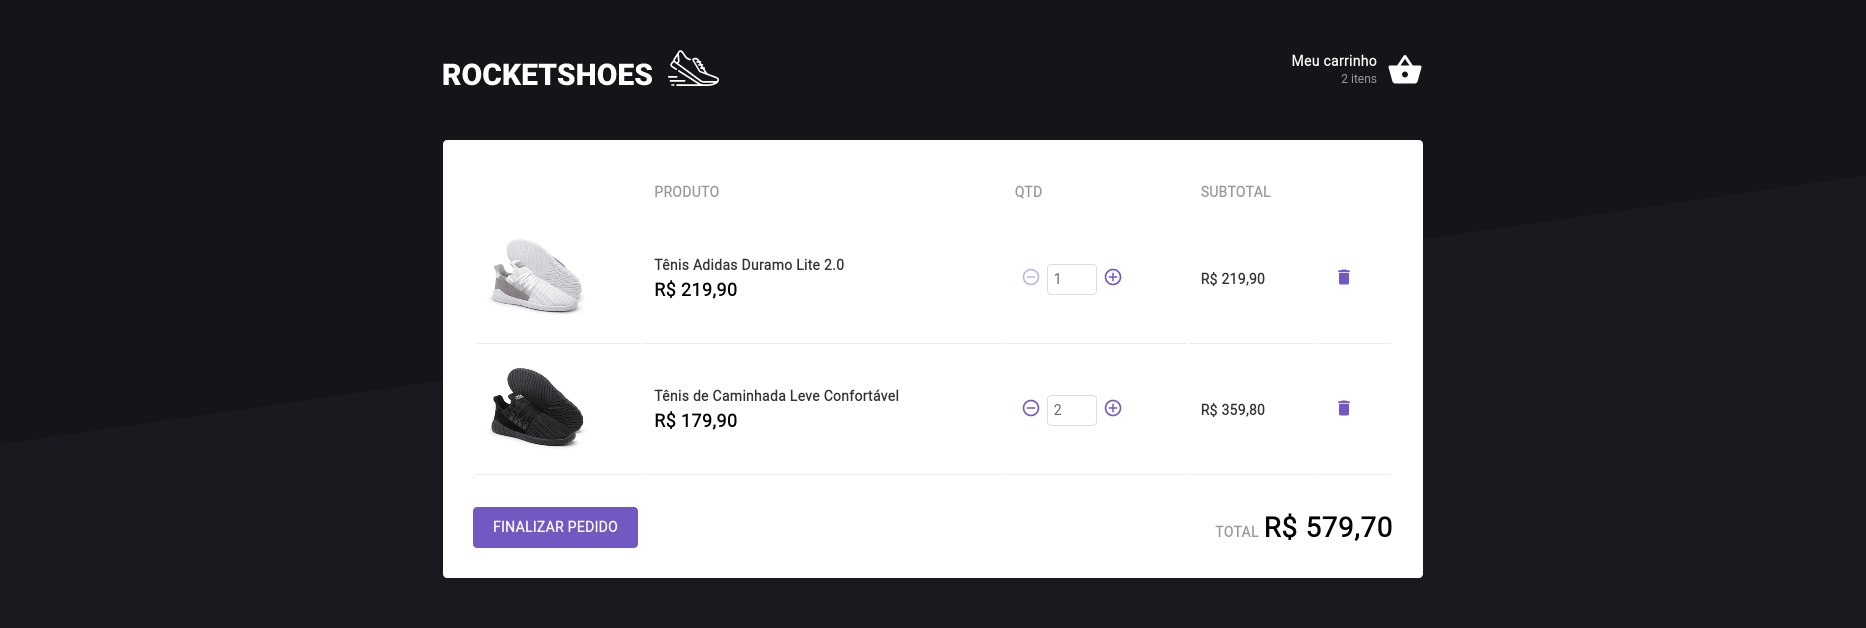 ROCKETSHOES
Meu carrinho
2 itens
PRODUTO QTD SUBTOTAL
Tênis Adidas Duramo Lite 2.0
R$ 219,90
1
R$ 219,90
Tênis de Caminhada Leve Confortável
R$ 179,90
2
R$ 359,80
FINALIZAR PEDIDO
TOTAL R$ 579,70